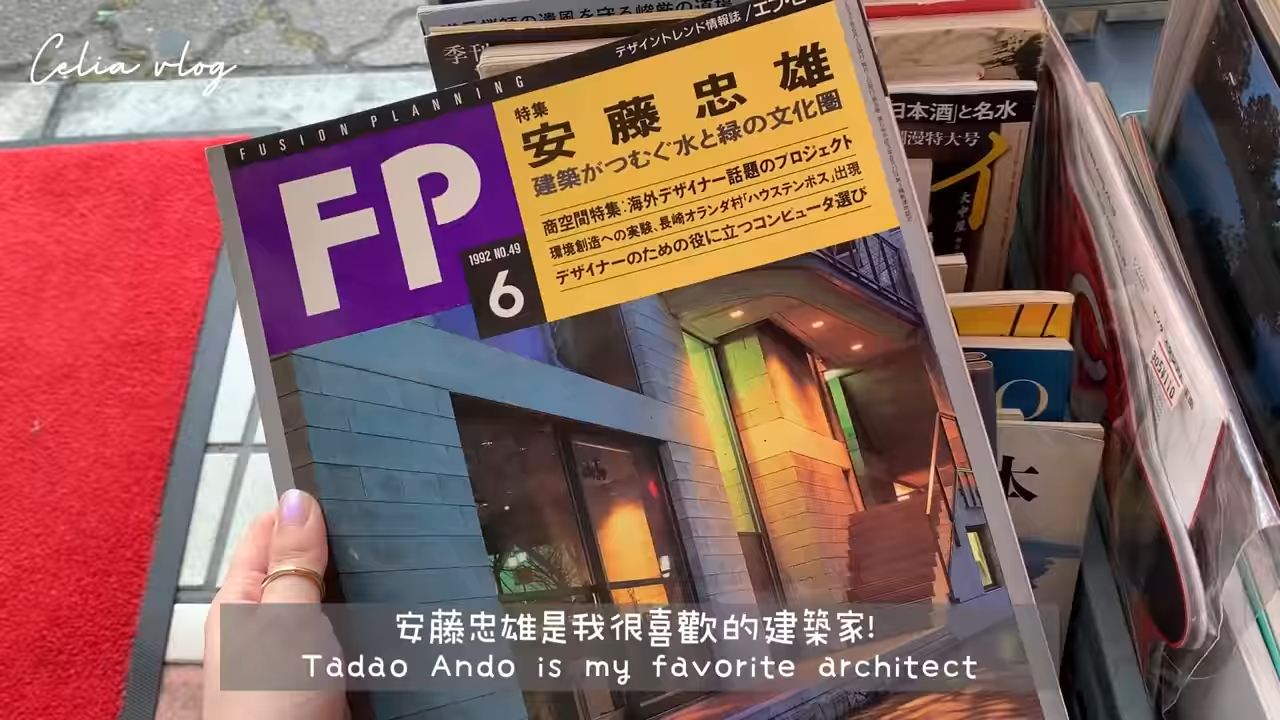 Celia vlog
季刊
デザイントレンド情報誌
FUSION PLANNING
FP
1992 NO.49
6
特集
安藤忠雄
建築がつむぐ水と緑の文化圏
商空間特集:海外デザイナー話題のプロジェクト
環境創造への実験、長崎オランダ村「ハウステンボス」出現
デザイナーのための役に立つコンピュータ選び
日本酒」と名水
特大号
安藤忠雄是我很喜歡的建築家!
Tadao Ando is my favorite architect